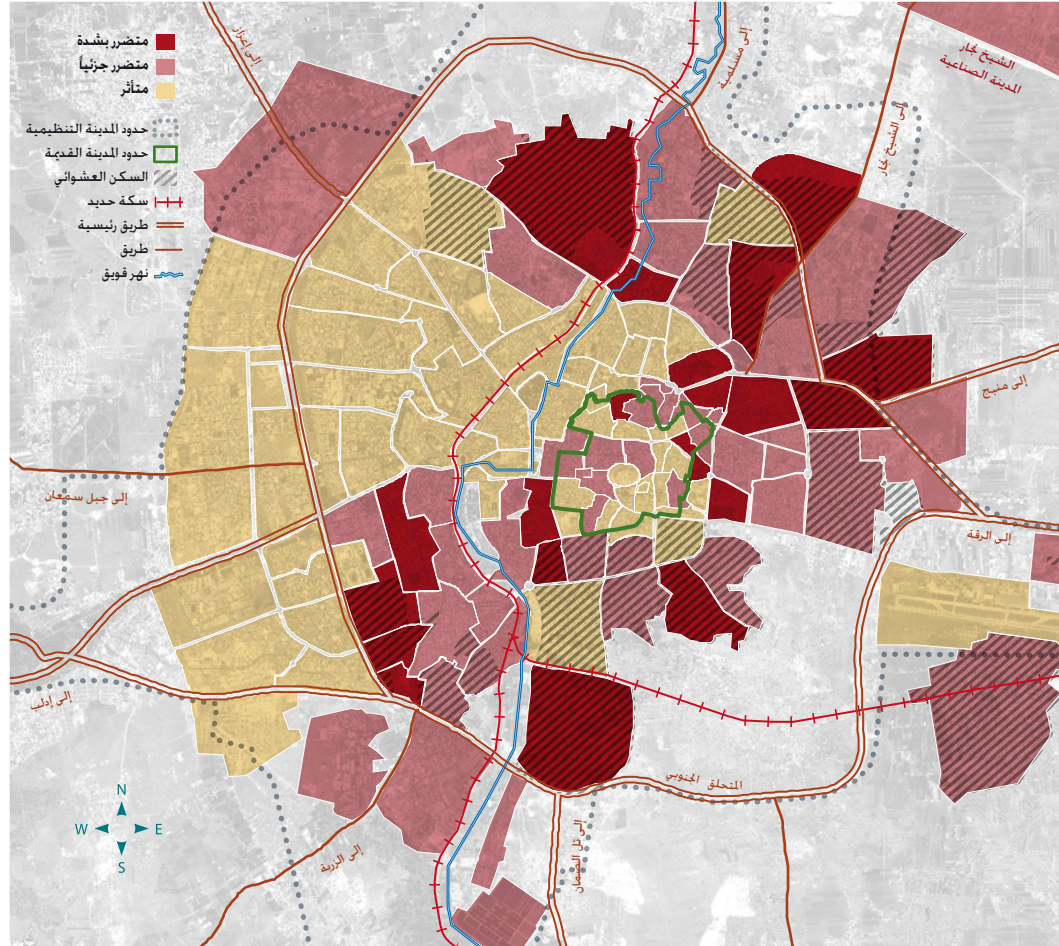 متضرر بشدة
متضرر جزئياً
متأثر
حدود المدينة التنظيمية
حدود المدينة القديمة
السكن العشوائي
سكة حديد
طريق رئيسية
طريق
نهر قويق
إلى إعزاز
إلى مسلمية
الشيخ نجار
المدينة الصناعية
إلى الشيخ نجار
إلى منبج
إلى جبل سمعان
إلى الرقة
إلى إدلب
المتحلق الجنوبي
إلى الزربة
إلى تل الضمان
N
W E
S